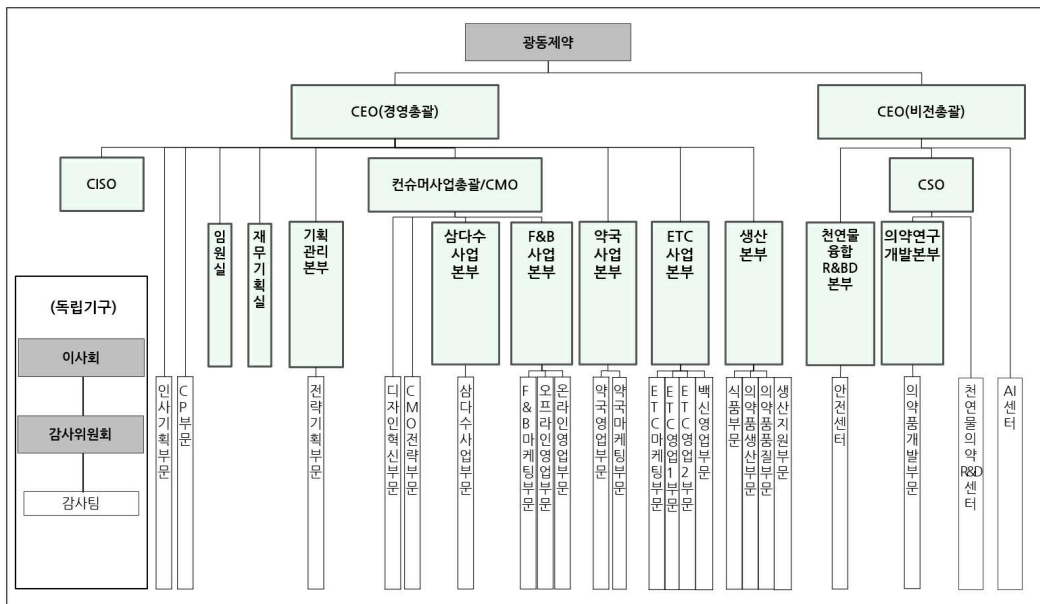 광동제약
CEO(경영총괄)
CEO(비전총괄)
CISO
컨슈머사업총괄/CMO
CSO
임원실
재무기획실
기획
관리
본부
삼다수
사업
본부
F&B
사업
본부
약국
사업
본부
ETC
사업
본부
생산
본부
천연물
융합
R&BD
본부
의약연구
개발본부
(독립기구)
이사회
감사위원회
감사팀
인사기획부문
CP부문
전략기획부문
디자인혁신부문
CMO전략부문
삼다수사업부문
F&B마케팅부문
오프라인영업부문
온라인영업부문
약국영업부문
약국마케팅부문
ETC마케팅부문
ETC영업1부문
ETC영업2부문
백신영업부문
식품부문
의약품생산부문
의약품품질부문
생산지원부문
안전센터
의약품개발부문
천연물의약R&D센터
AI센터